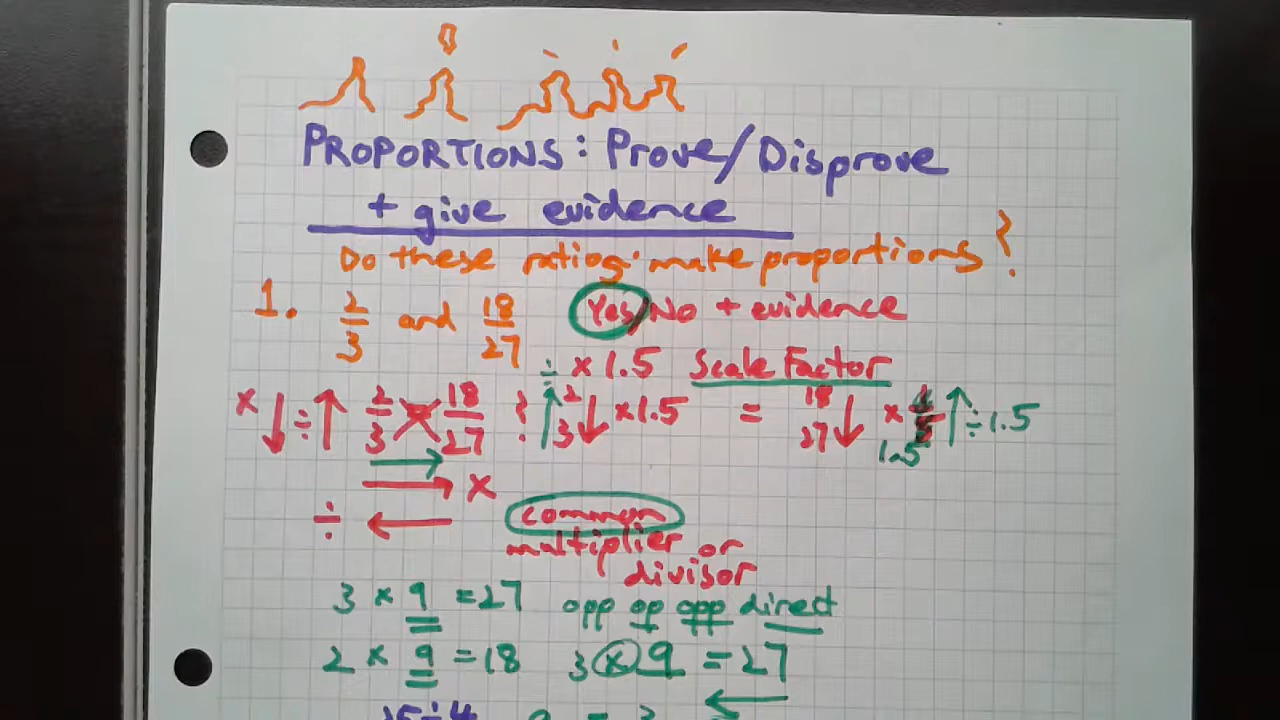 PROPORTIONS: Prove/Disprove
+ give evidence
Do these ratios make proportions?
1. 2/3 and 18/27 Yes/No + evidence
÷ × 1.5 Scale Factor
× ÷ 2/3 × 18/27 ? 2/3 × 1.5 = 18/27 × 1.5 ÷ 1.5
×
÷ common
multiplier or
divisor
3 × 9 = 27 opp op opp direct
2 × 9 = 18 3 × 9 = 27